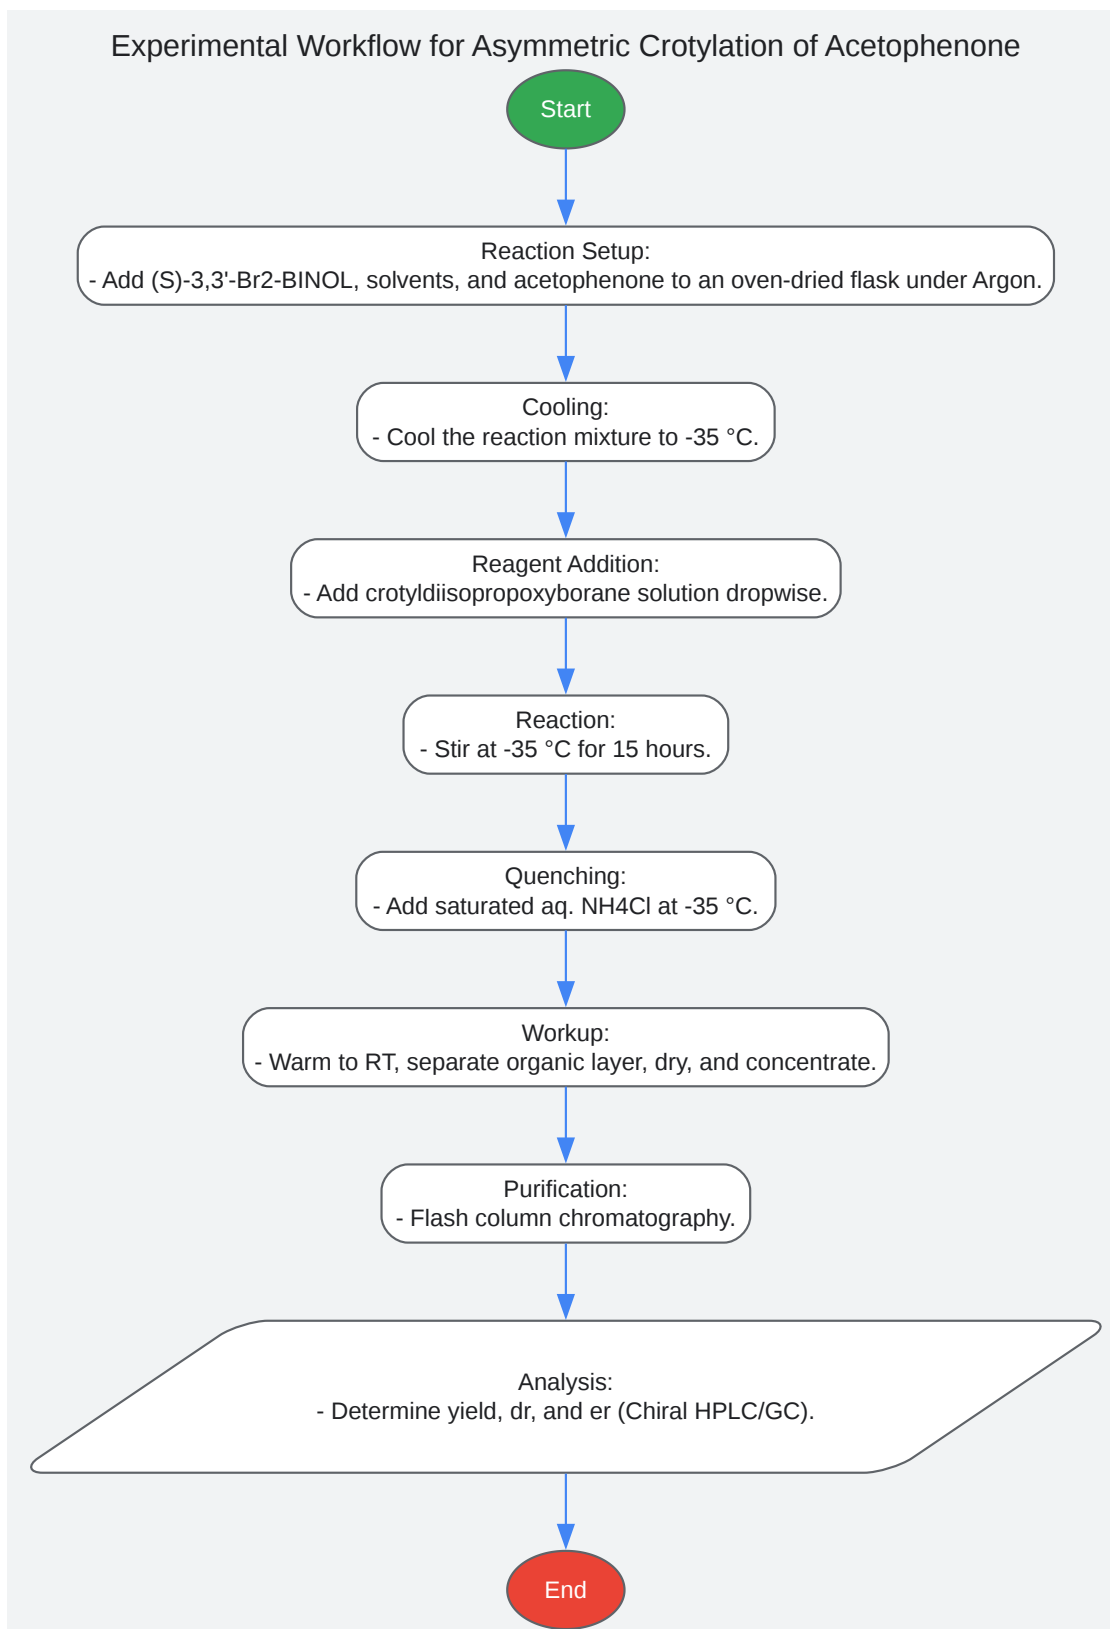 Experimental Workflow for Asymmetric Crotylation of Acetophenone
Start
Reaction Setup:
- Add (S)-3,3'-Br2-BINOL, solvents, and acetophenone to an oven-dried flask under Argon.
Cooling:
- Cool the reaction mixture to -35 °C.
Reagent Addition:
- Add crotyldiisopropoxyborane solution dropwise.
Reaction:
- Stir at -35 °C for 15 hours.
Quenching:
- Add saturated aq. NH4Cl at -35 °C.
Workup:
- Warm to RT, separate organic layer, dry, and concentrate.
Purification:
- Flash column chromatography.
Analysis:
- Determine yield, dr, and er (Chiral HPLC/GC).
End